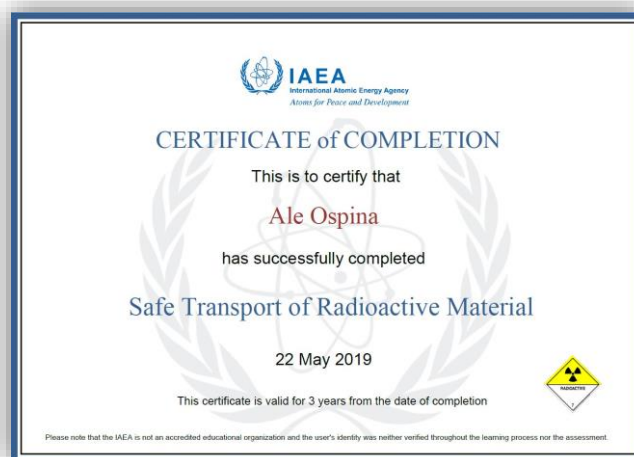 IAEA
International Atomic Energy Agency
Atoms for Peace and Development
CERTIFICATE of COMPLETION
This is to certify that
Ale Ospina
has successfully completed
Safe Transport of Radioactive Material
22 May 2019
RADIOACTIVE
7
This certificate is valid for 3 years from the date of completion
Please note that the IAEA is not an accredited educational organization and the user's identity was neither verified throughout the learning process nor the assessment.